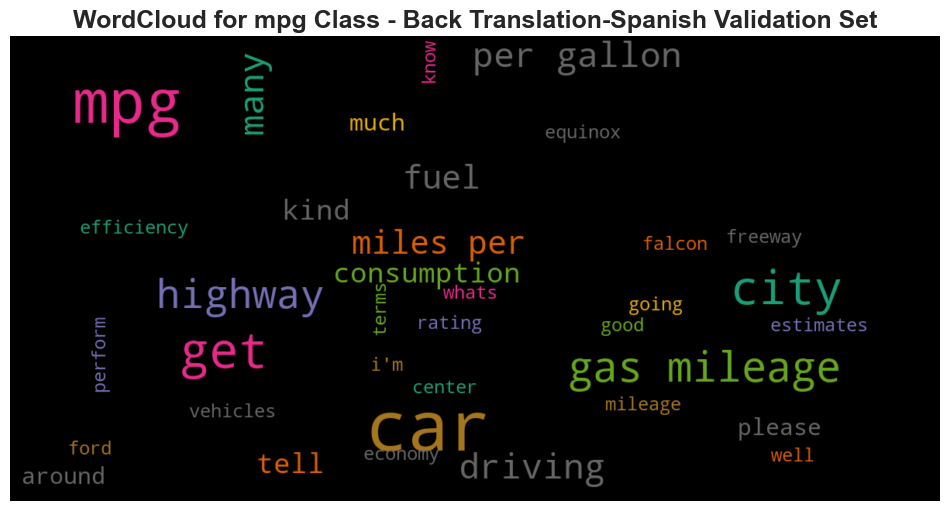 WordCloud for mpg Class - Back Translation-Spanish Validation Set
know
per gallon
many
mpg
much
equinox
fuel
kind
efficiency
miles per
falcon
freeway
consumption
highway
whats
city
terms
going
rating
good
estimates
perform
get
i'm
gas mileage
center
mileage
vehicles
car
please
ford
economy
well
tell
driving
around